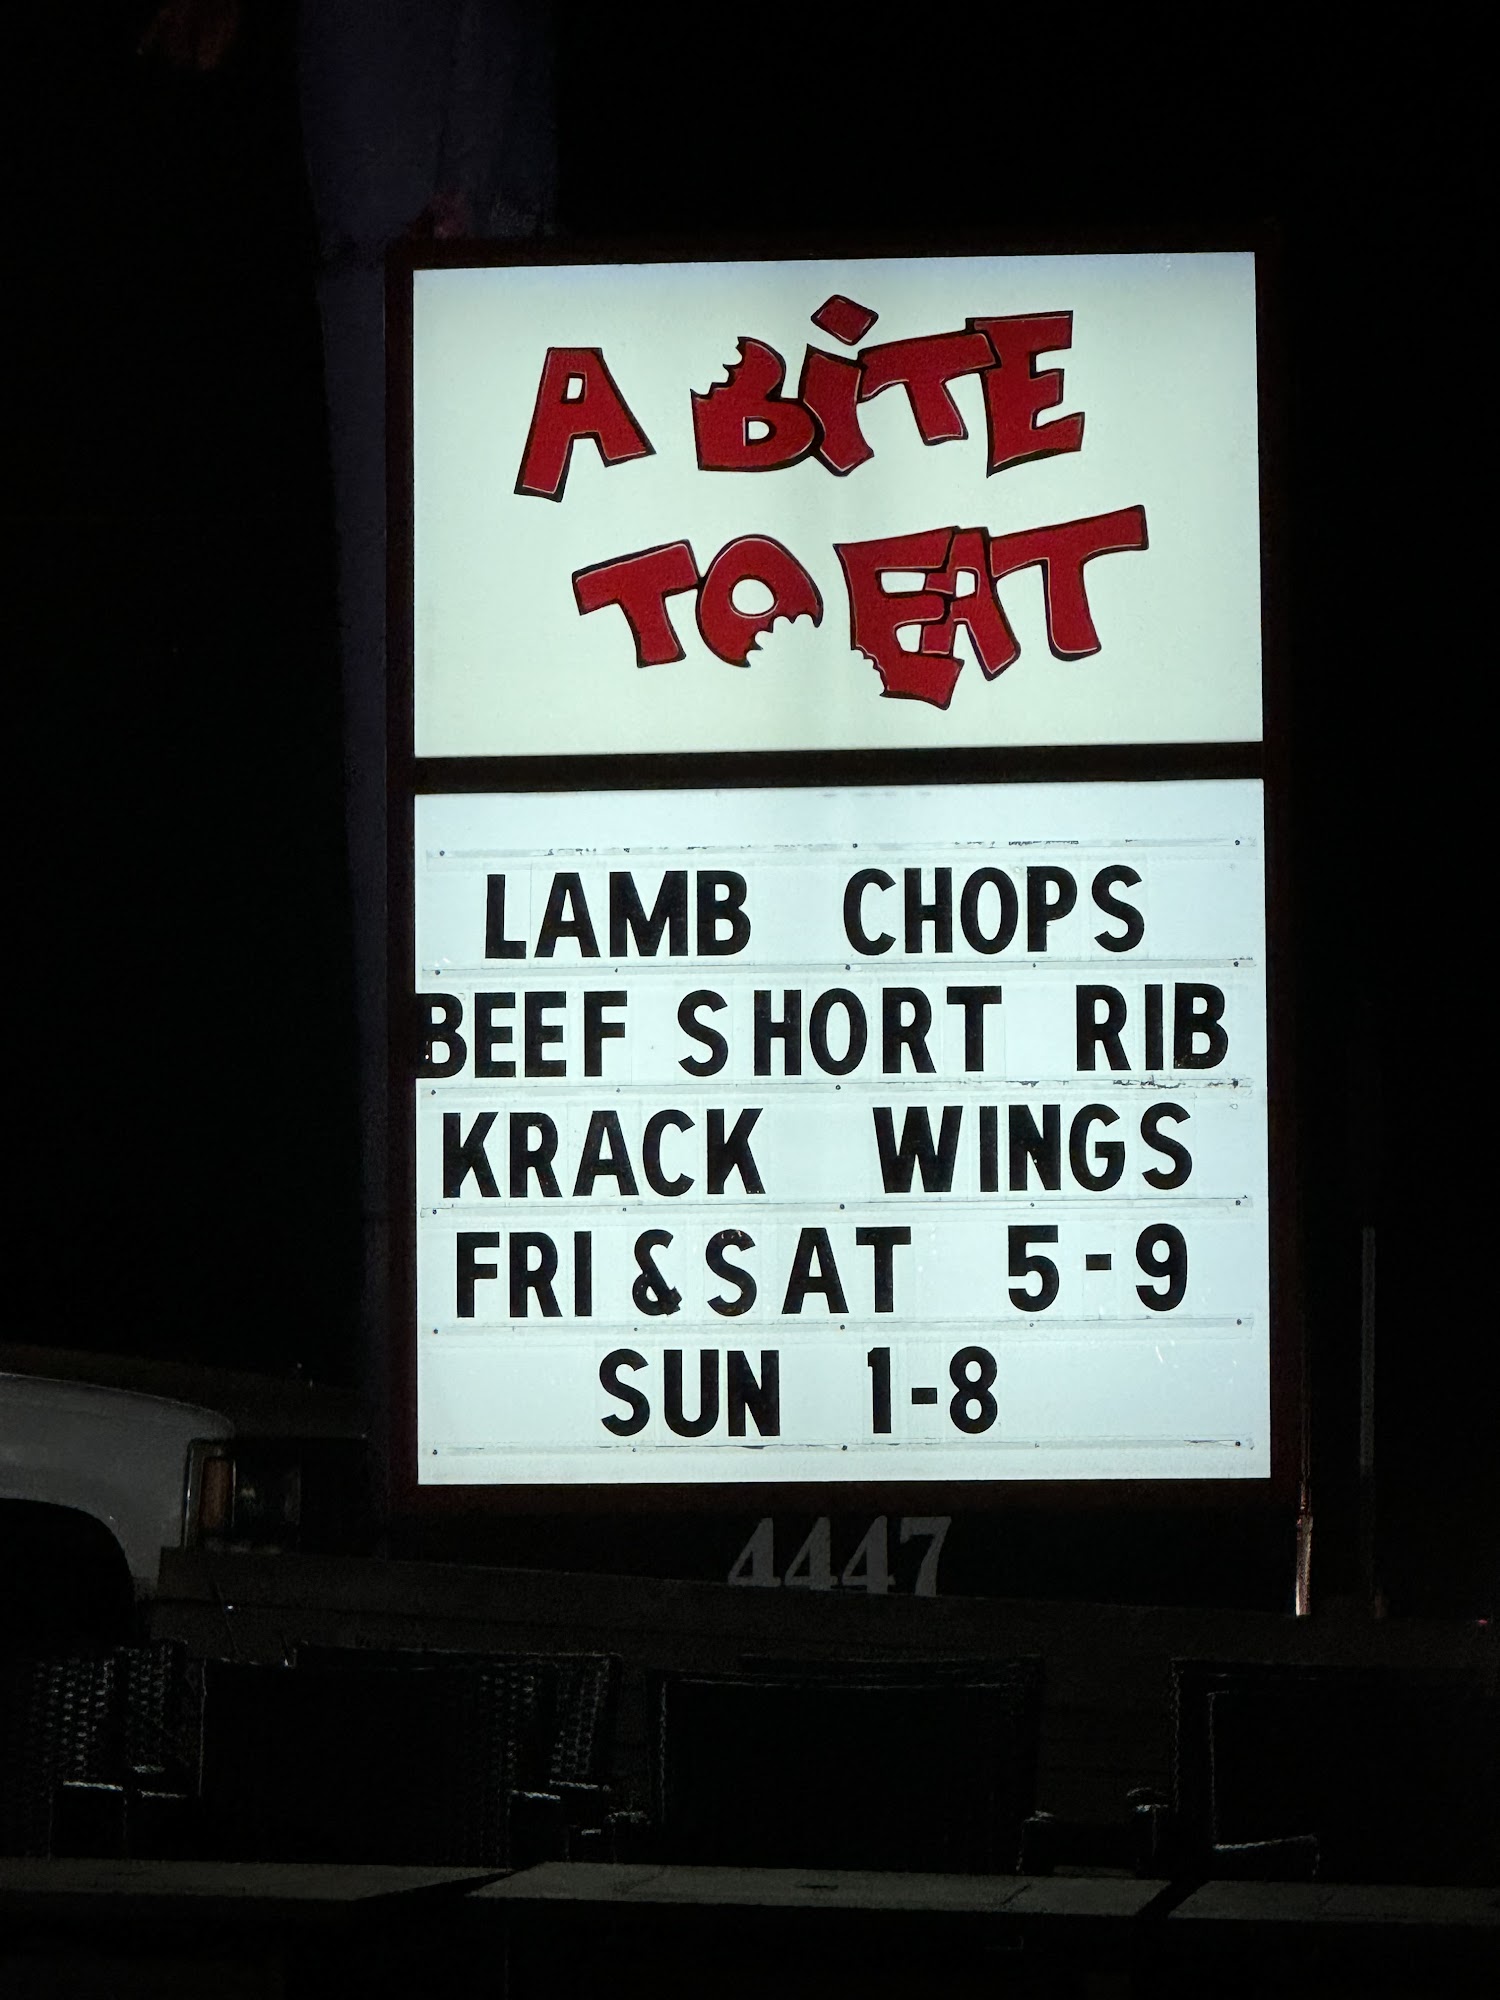 A BiTE
TO EAT
LAMB CHOPS
BEEF SHORT RIB
KRACK WINGS
FRI & SAT 5-9
SUN 1-8
4447